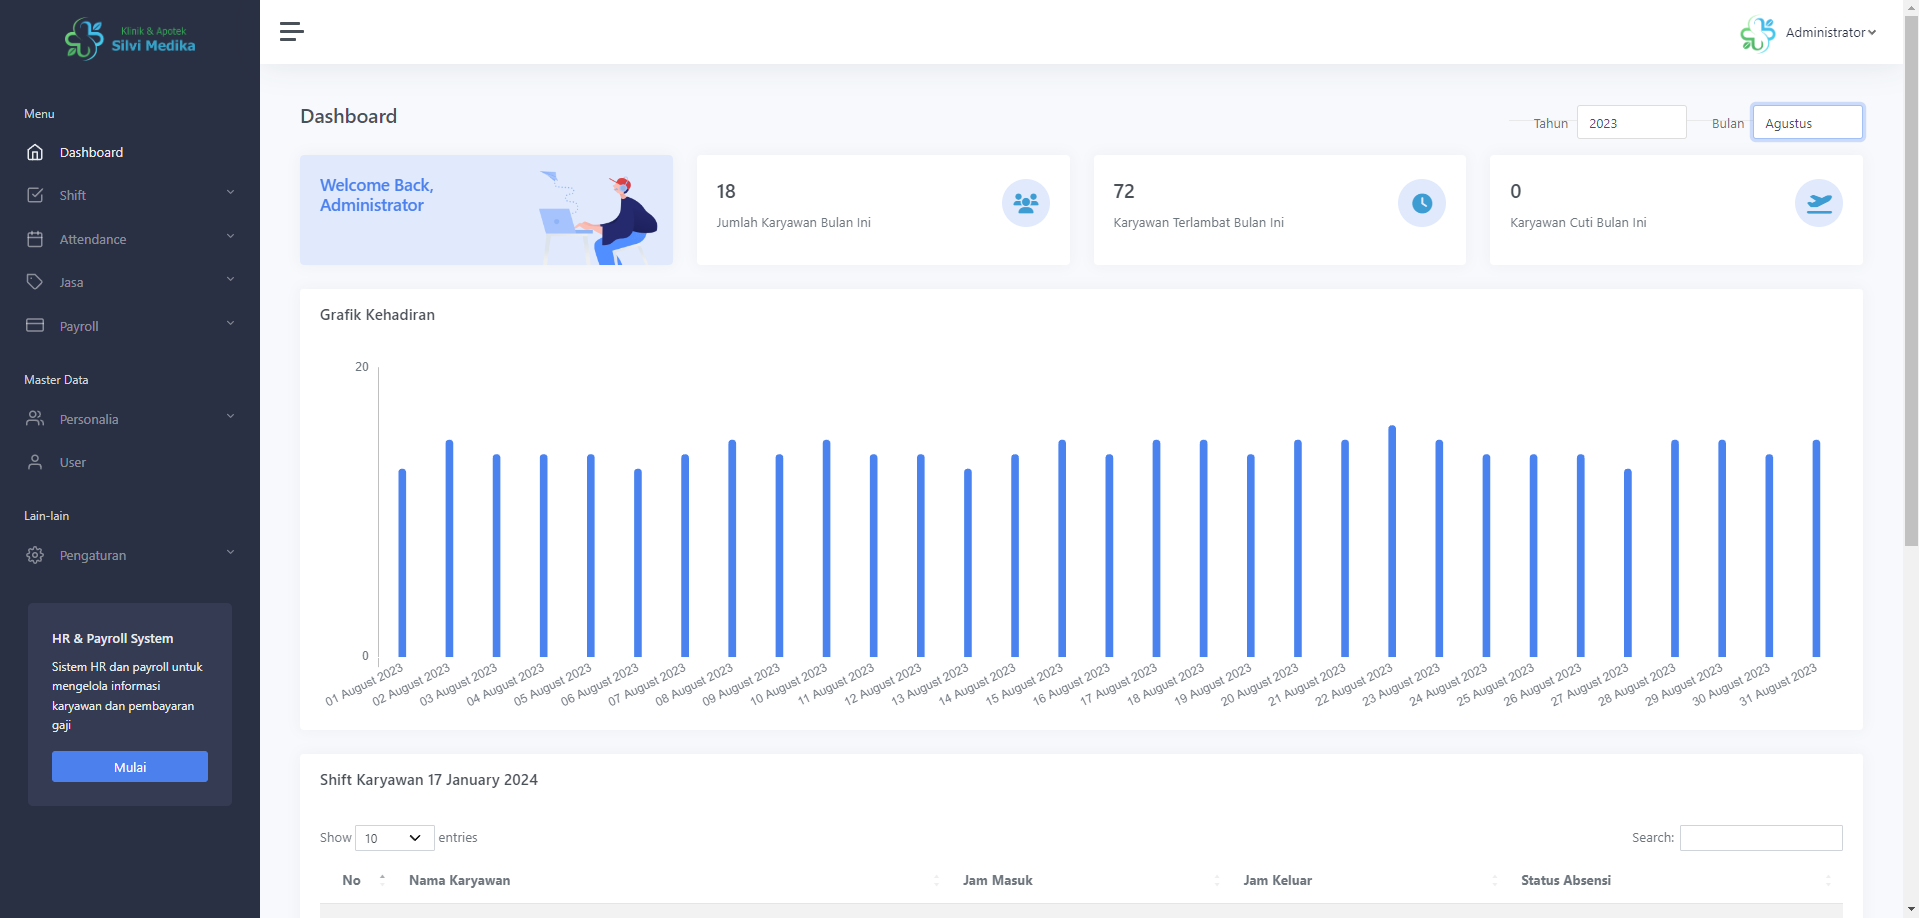 Klinik & Apotek
Silvi Medika
Administrator
Menu
Dashboard
Shift
Attendance
Jasa
Payroll
Master Data
Personalia
User
Lain-lain
Pengaturan
HR & Payroll System
Sistem HR dan payroll untuk
mengelola informasi
karyawan dan pembayaran
gaji
Mulai
Dashboard
Tahun 2023 Bulan Agustus
Welcome Back,
Administrator
18
Jumlah Karyawan Bulan Ini
72
Karyawan Terlambat Bulan Ini
0
Karyawan Cuti Bulan Ini
Grafik Kehadiran
20
0
01 August 2023
02 August 2023
03 August 2023
04 August 2023
05 August 2023
06 August 2023
07 August 2023
08 August 2023
09 August 2023
10 August 2023
11 August 2023
12 August 2023
13 August 2023
14 August 2023
15 August 2023
16 August 2023
17 August 2023
18 August 2023
19 August 2023
20 August 2023
21 August 2023
22 August 2023
23 August 2023
24 August 2023
25 August 2023
26 August 2023
27 August 2023
28 August 2023
29 August 2023
30 August 2023
31 August 2023
Shift Karyawan 17 January 2024
Show 10 entries
Search:
No Nama Karyawan Jam Masuk Jam Keluar Status Absensi